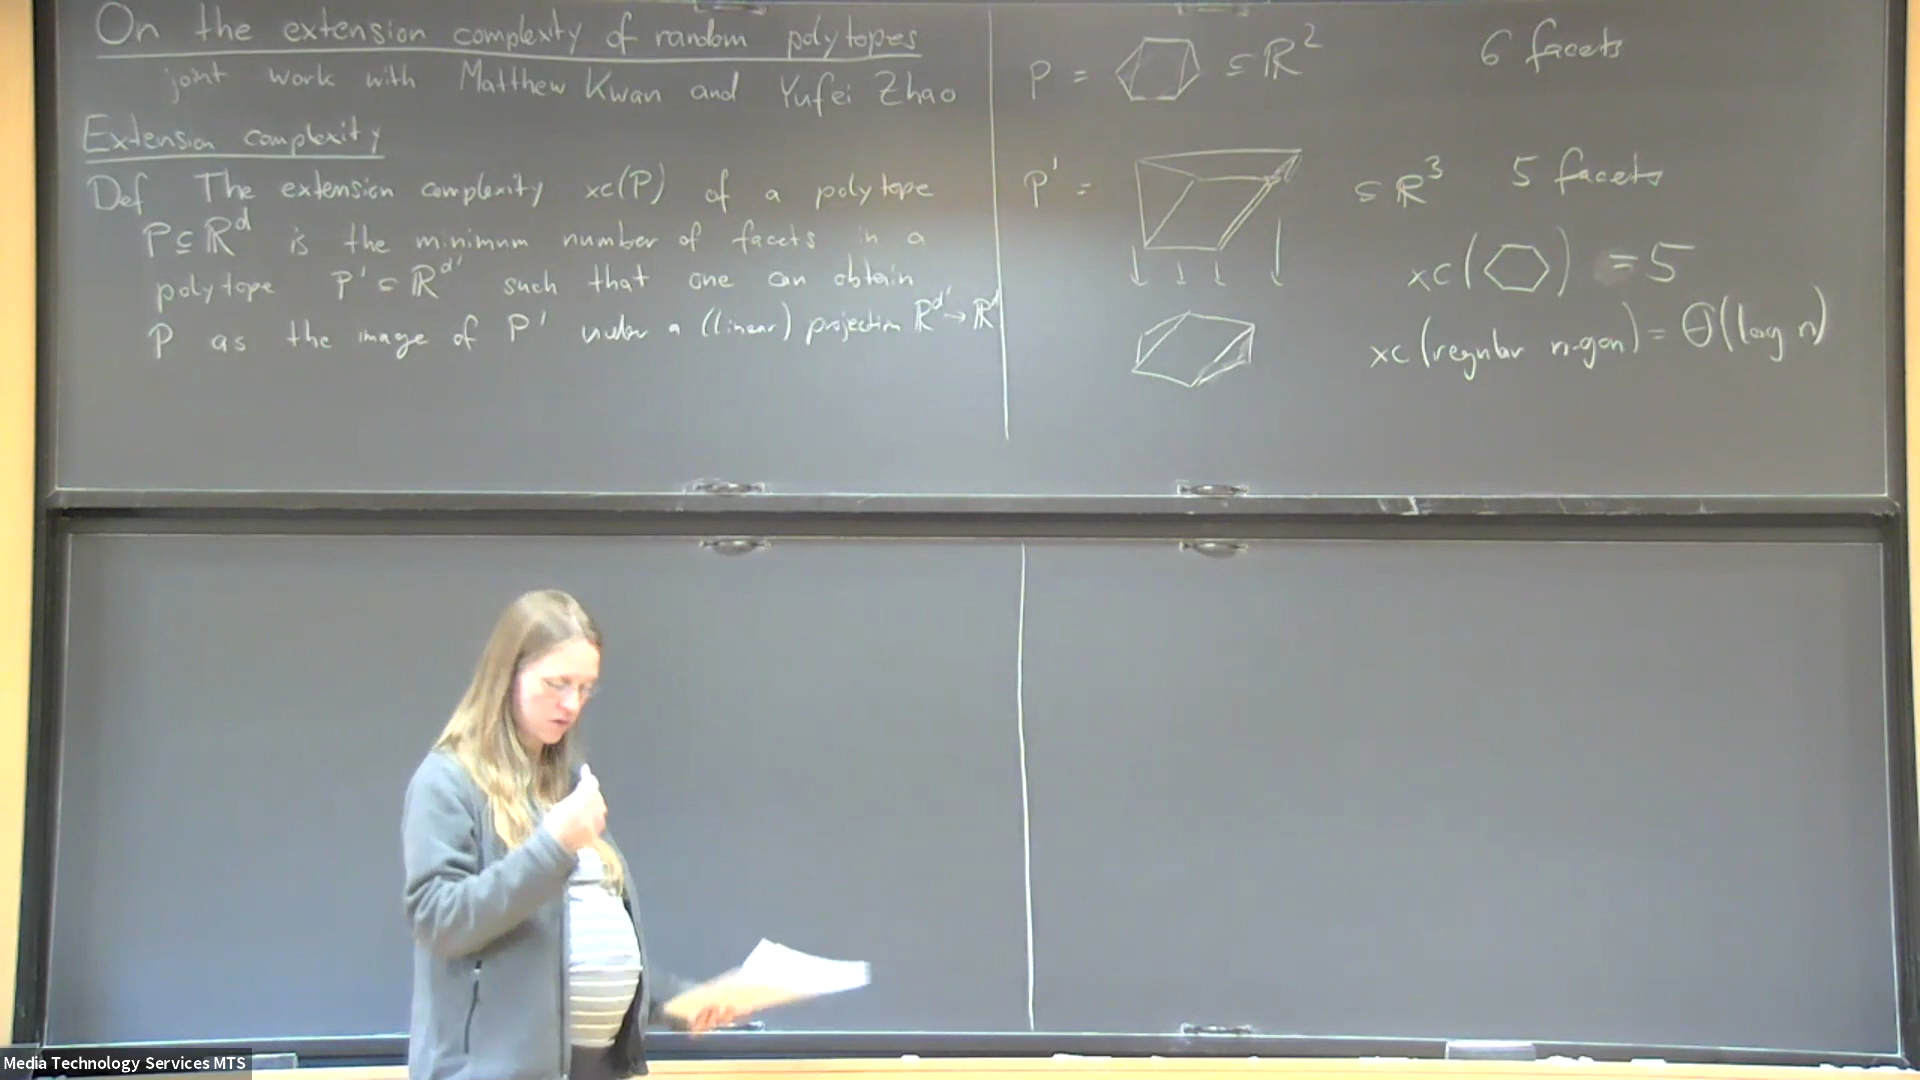 On the extension complexity of random polytopes
joint work with Matthew Kwan and Yufei Zhao
Extension complexity
Def The extension complexity xc(P) of a polytope
P ⊆ ℝ^d is the minimum number of facets in a
polytope P' ⊆ ℝ^d' such that one can obtain
P as the image of P' under a (linear) projection ℝ^d' → ℝ^d
P = ⊆ ℝ^2 6 facets
P' = ⊆ ℝ^3 5 facets
xc( ) = 5
xc(regular n-gon) = Θ(log n)
Media Technology Services MTS